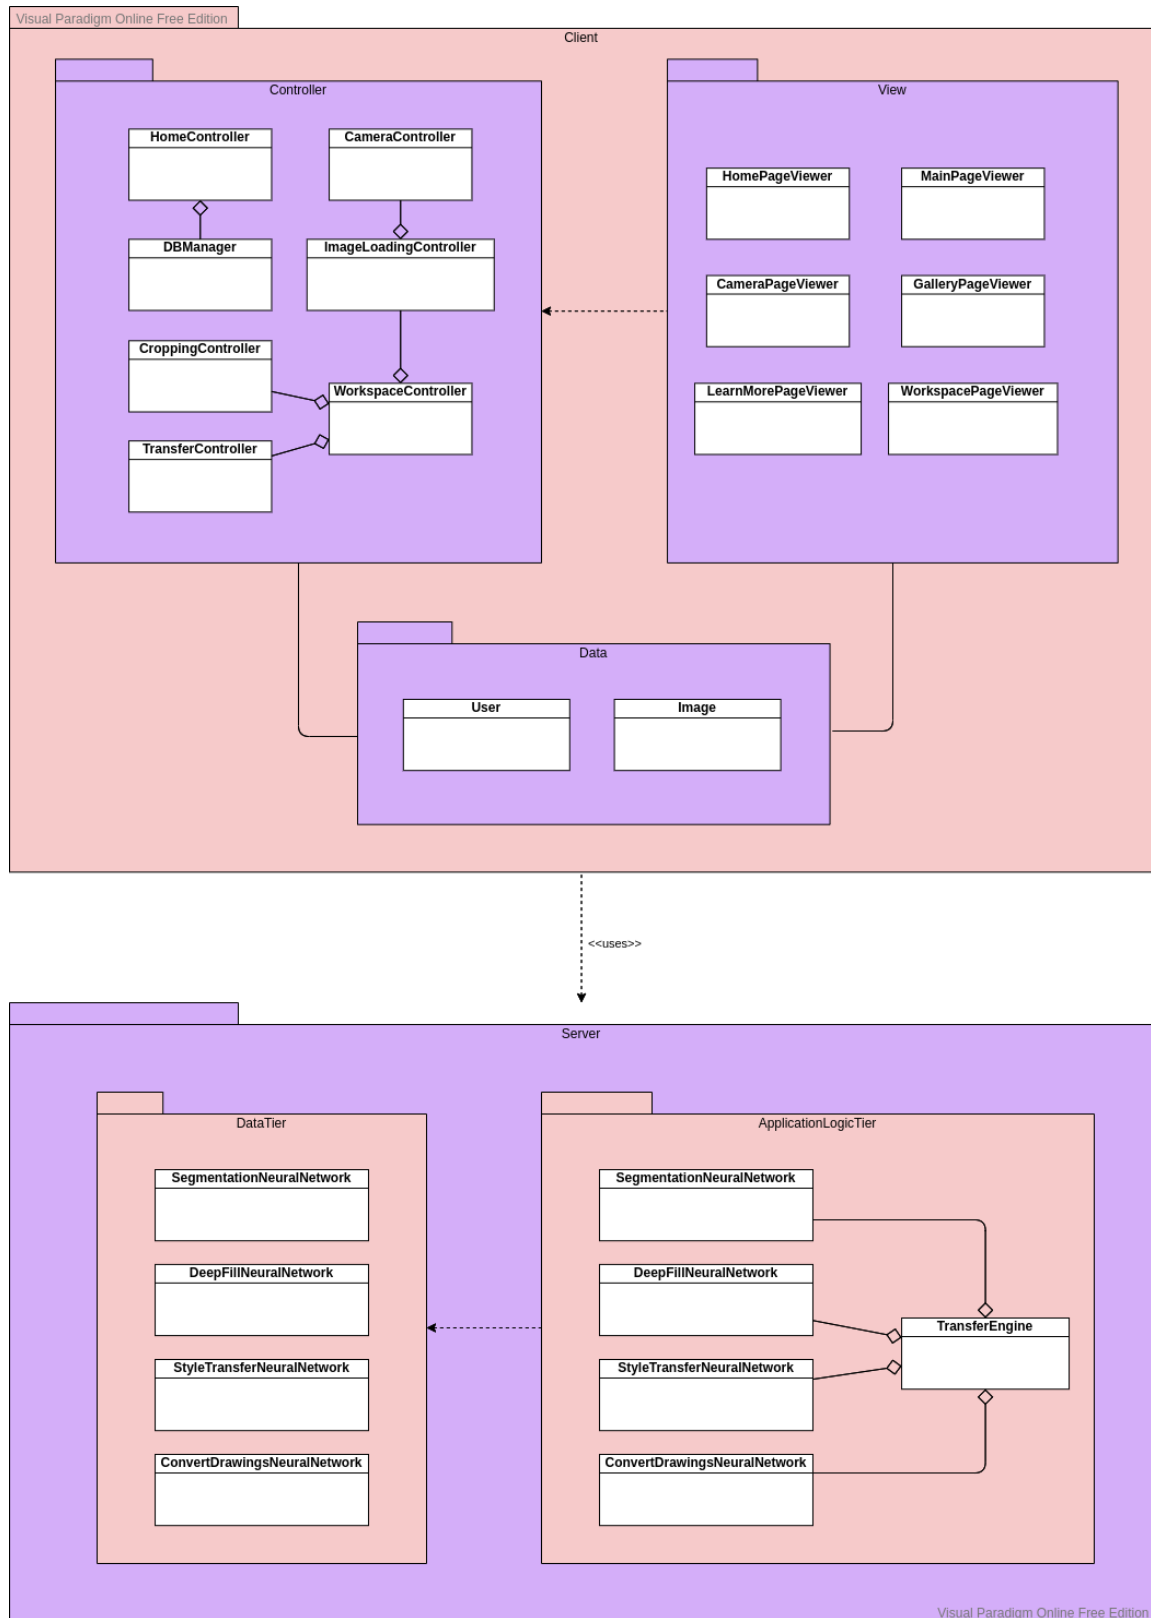 Visual Paradigm Online Free Edition
Client
Controller
View
HomeController
CameraController
HomePageViewer
MainPageViewer
DBManager
ImageLoadingController
CameraPageViewer
GalleryPageViewer
CroppingController
WorkspaceController
LearnMorePageViewer
WorkspacePageViewer
TransferController
Data
User
Image
<<uses>>
Server
DataTier
ApplicationLogicTier
SegmentationNeuralNetwork
SegmentationNeuralNetwork
DeepFillNeuralNetwork
DeepFillNeuralNetwork
TransferEngine
StyleTransferNeuralNetwork
StyleTransferNeuralNetwork
ConvertDrawingsNeuralNetwork
ConvertDrawingsNeuralNetwork
Visual Paradigm Online Free Edition